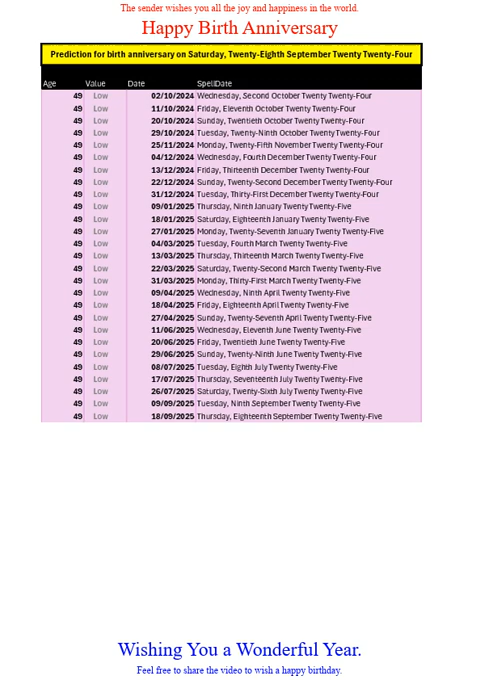 The sender wishes you all the joy and happiness in the world.
Happy Birth Anniversary
Prediction for birth anniversary on Saturday, Twenty-Eighth September Twenty Twenty-Four
Age Value Date SpellDate
49 Low 02/10/2024 Wednesday, Second October Twenty Twenty-Four
49 Low 11/10/2024 Friday, Eleventh October Twenty Twenty-Four
49 Low 20/10/2024 Sunday, Twentieth October Twenty Twenty-Four
49 Low 29/10/2024 Tuesday, Twenty-Ninth October Twenty Twenty-Four
49 Low 25/11/2024 Monday, Twenty-Fifth November Twenty Twenty-Four
49 Low 04/12/2024 Wednesday, Fourth December Twenty Twenty-Four
49 Low 13/12/2024 Friday, Thirteenth December Twenty Twenty-Four
49 Low 22/12/2024 Sunday, Twenty-Second December Twenty Twenty-Four
49 Low 31/12/2024 Tuesday, Thirty-First December Twenty Twenty-Four
49 Low 09/01/2025 Thursday, Ninth January Twenty Twenty-Five
49 Low 18/01/2025 Saturday, Eighteenth January Twenty Twenty-Five
49 Low 27/01/2025 Monday, Twenty-Seventh January Twenty Twenty-Five
49 Low 04/03/2025 Tuesday, Fourth March Twenty Twenty-Five
49 Low 13/03/2025 Thursday, Thirteenth March Twenty Twenty-Five
49 Low 22/03/2025 Saturday, Twenty-Second March Twenty Twenty-Five
49 Low 31/03/2025 Monday, Thirty-First March Twenty Twenty-Five
49 Low 09/04/2025 Wednesday, Ninth April Twenty Twenty-Five
49 Low 18/04/2025 Friday, Eighteenth April Twenty Twenty-Five
49 Low 27/04/2025 Sunday, Twenty-Seventh April Twenty Twenty-Five
49 Low 11/06/2025 Wednesday, Eleventh June Twenty Twenty-Five
49 Low 20/06/2025 Friday, Twentieth June Twenty Twenty-Five
49 Low 29/06/2025 Sunday, Twenty-Ninth June Twenty Twenty-Five
49 Low 08/07/2025 Tuesday, Eighth July Twenty Twenty-Five
49 Low 17/07/2025 Thursday, Seventeenth July Twenty Twenty-Five
49 Low 26/07/2025 Saturday, Twenty-Sixth July Twenty Twenty-Five
49 Low 09/09/2025 Tuesday, Ninth September Twenty Twenty-Five
49 Low 18/09/2025 Thursday, Eighteenth September Twenty Twenty-Five
Wishing You a Wonderful Year.
Feel free to share the video to wish a happy birthday.